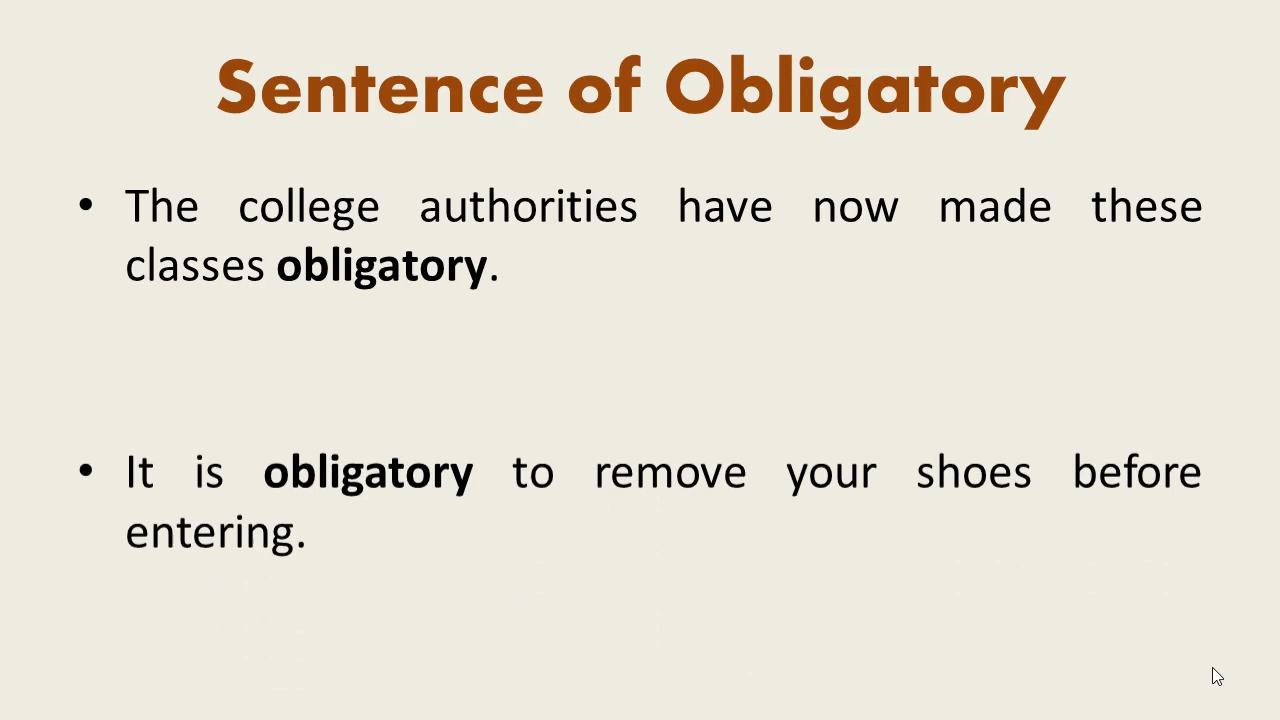 Sentence of Obligatory
• The college authorities have now made these
classes obligatory.
• It is obligatory to remove your shoes before
entering.